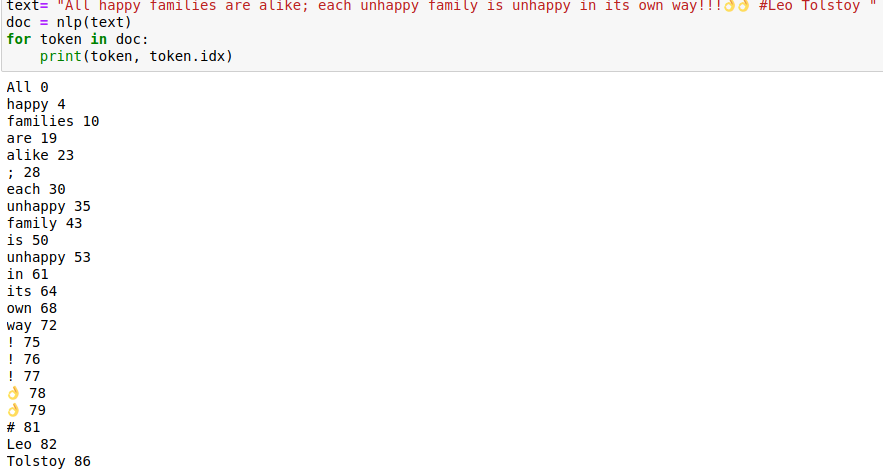 text= "All happy families are alike; each unhappy family is unhappy in its own way!!!👌👌 #Leo Tolstoy "
doc = nlp(text)
for token in doc:
    print(token, token.idx)
All 0
happy 4
families 10
are 19
alike 23
; 28
each 30
unhappy 35
family 43
is 50
unhappy 53
in 61
its 64
own 68
way 72
! 75
! 76
! 77
👌 78
👌 79
# 81
Leo 82
Tolstoy 86